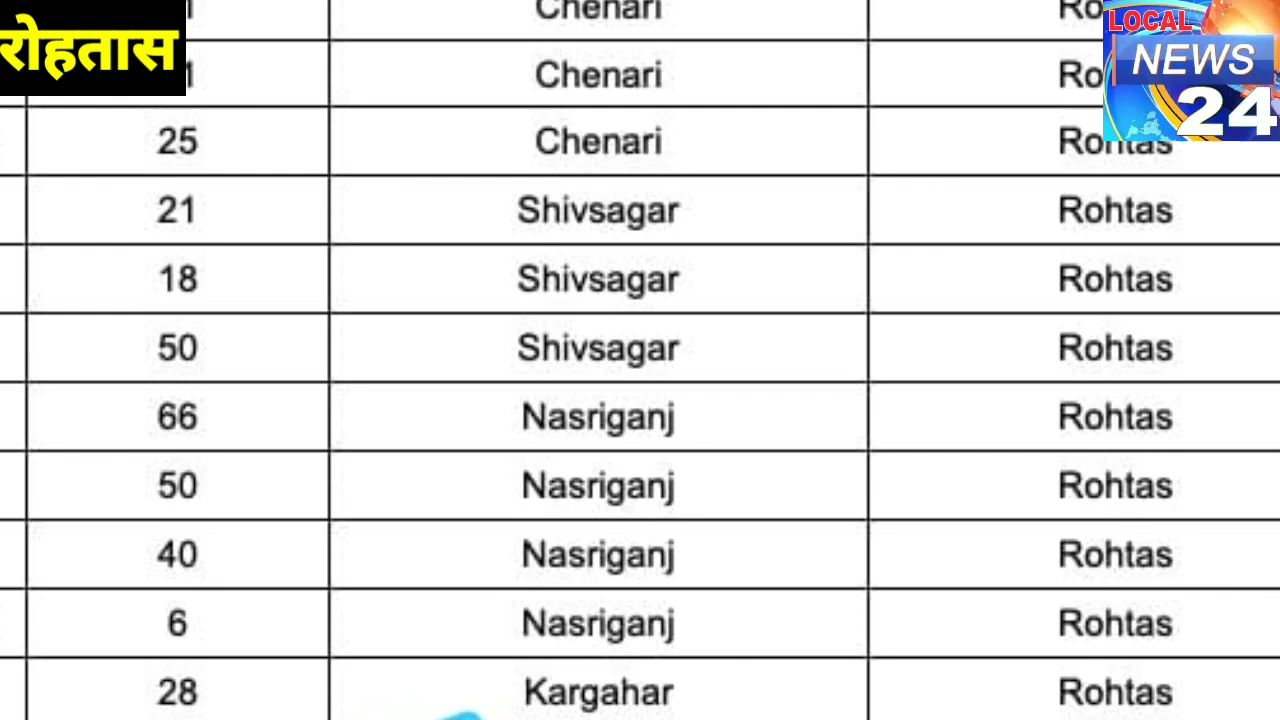 रोहतास
Chenari
LOCAL
NEWS
24
Chenari
25 Chenari Rohtas
21 Shivsagar Rohtas
18 Shivsagar Rohtas
50 Shivsagar Rohtas
66 Nasriganj Rohtas
50 Nasriganj Rohtas
40 Nasriganj Rohtas
6 Nasriganj Rohtas
28 Kargahar Rohtas